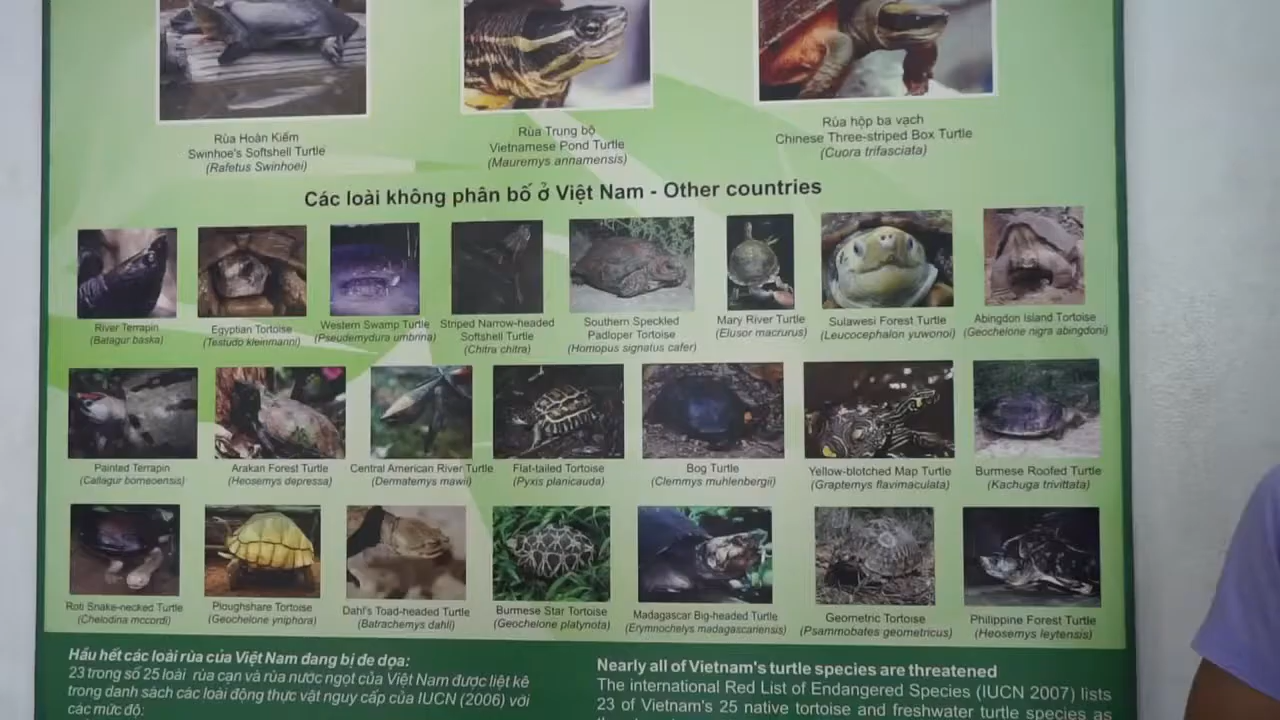 Rùa Hoàn Kiếm
Swinhoe's Softshell Turtle
(Rafetus Swinhoei)
Rùa Trung bộ
Vietnamese Pond Turtle
(Mauremys annamensis)
Rùa hộp ba vạch
Chinese Three-striped Box Turtle
(Cuora trifasciata)
Các loài không phân bố ở Việt Nam - Other countries
River Terrapin
(Batagur baska)
Egyptian Tortoise
(Testudo kleinmanni)
Western Swamp Turtle
(Pseudemydura umbrina)
Striped Narrow-headed
Softshell Turtle
(Chitra chitra)
Southern Speckled
Padloper Tortoise
(Homopus signatus cafer)
Mary River Turtle
(Elusor macrurus)
Sulawesi Forest Turtle
(Leucocephalon yuwonoi)
Abingdon Island Tortoise
(Geochelone nigra abingdoni)
Painted Terrapin
(Callagur borneoensis)
Arakan Forest Turtle
(Heosemys depressa)
Central American River Turtle
(Dermatemys mawii)
Flat-tailed Tortoise
(Pyxis planicauda)
Bog Turtle
(Clemmys muhlenbergii)
Yellow-blotched Map Turtle
(Graptemys flavimaculata)
Burmese Roofed Turtle
(Kachuga trivittata)
Roti Snake-necked Turtle
(Chelodina mccordi)
Ploughshare Tortoise
(Geochelone yniphora)
Dahl's Toad-headed Turtle
(Batrachemys dahli)
Burmese Star Tortoise
(Geochelone platynota)
Madagascar Big-headed Turtle
(Erymnochelys madagascariensis)
Geometric Tortoise
(Psammobates geometricus)
Philippine Forest Turtle
(Heosemys leytensis)
Hầu hết các loài rùa của Việt Nam đang bị đe dọa:
23 trong số 25 loài rùa cạn và rùa nước ngọt của Việt Nam được liệt kê
trong danh sách các loài động thực vật nguy cấp của IUCN (2006) với
các mức độ:
Nearly all of Vietnam's turtle species are threatened
The international Red List of Endangered Species (IUCN 2007) lists
23 of Vietnam's 25 native tortoise and freshwater turtle species as